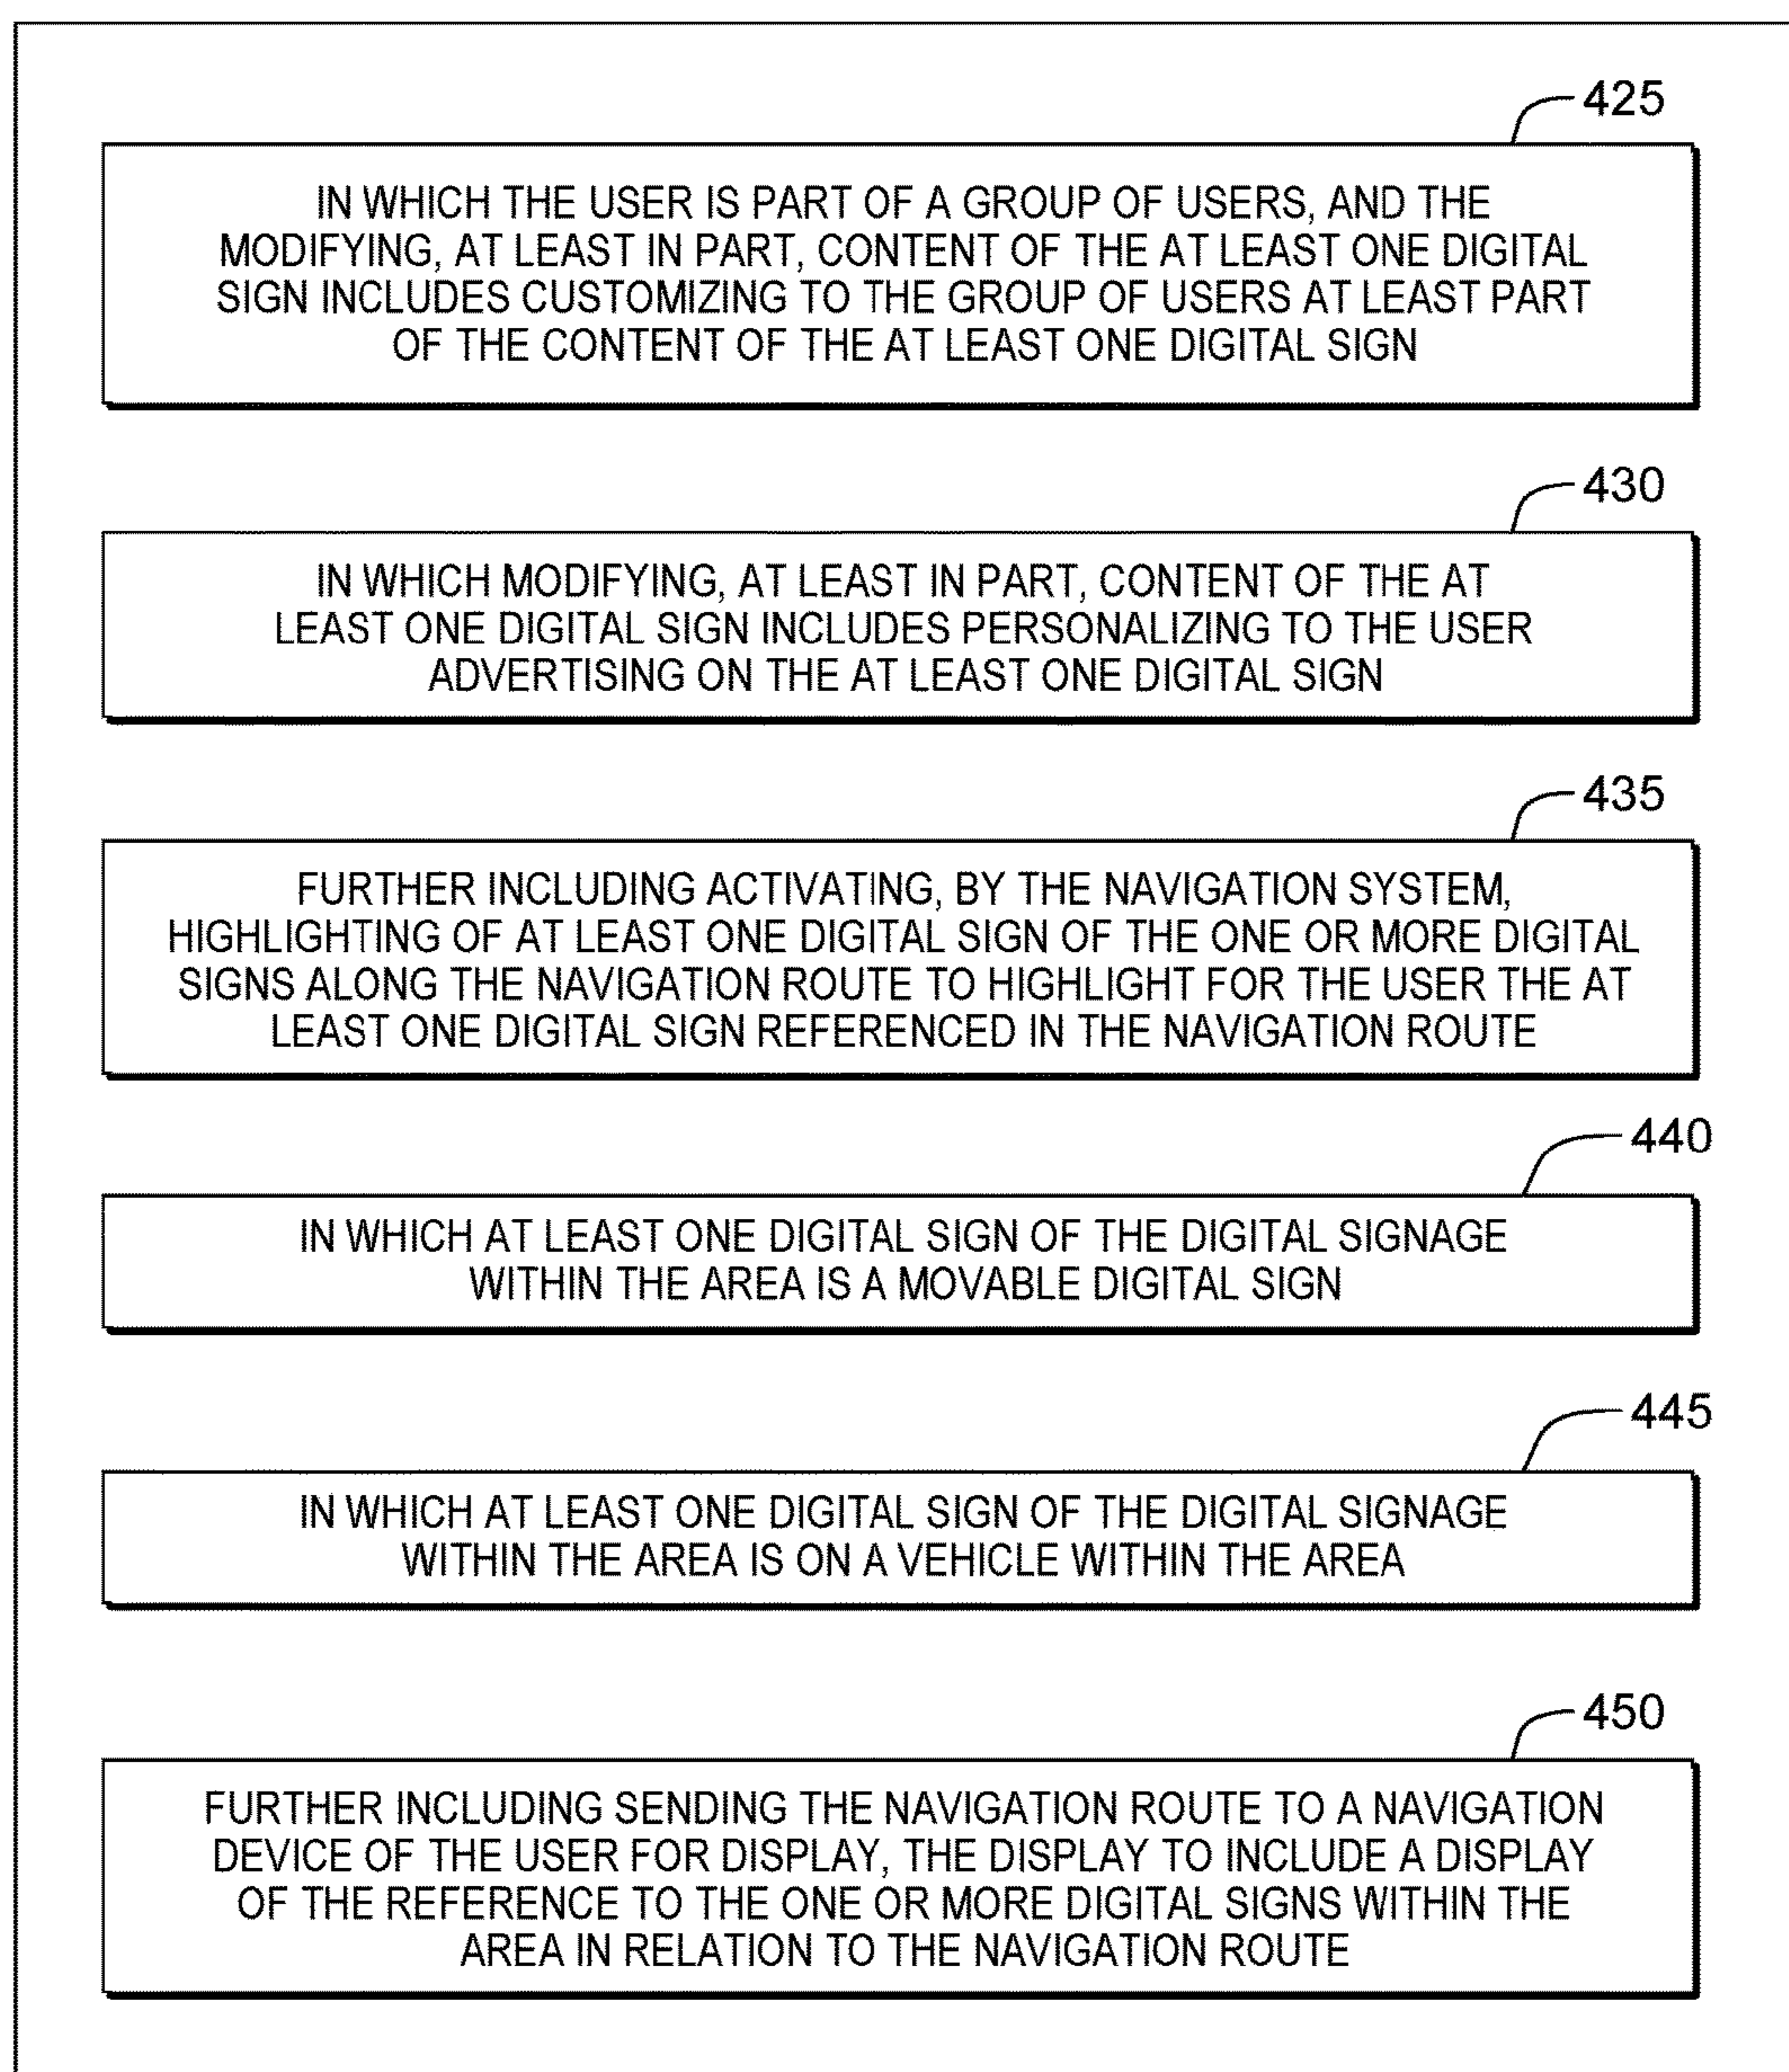 425
IN WHICH THE USER IS PART OF A GROUP OF USERS, AND THE
MODIFYING, AT LEAST IN PART, CONTENT OF THE AT LEAST ONE DIGITAL
SIGN INCLUDES CUSTOMIZING TO THE GROUP OF USERS AT LEAST PART
OF THE CONTENT OF THE AT LEAST ONE DIGITAL SIGN
430
IN WHICH MODIFYING, AT LEAST IN PART, CONTENT OF THE AT
LEAST ONE DIGITAL SIGN INCLUDES PERSONALIZING TO THE USER
ADVERTISING ON THE AT LEAST ONE DIGITAL SIGN
435
FURTHER INCLUDING ACTIVATING, BY THE NAVIGATION SYSTEM,
HIGHLIGHTING OF AT LEAST ONE DIGITAL SIGN OF THE ONE OR MORE DIGITAL
SIGNS ALONG THE NAVIGATION ROUTE TO HIGHLIGHT FOR THE USER THE AT
LEAST ONE DIGITAL SIGN REFERENCED IN THE NAVIGATION ROUTE
440
IN WHICH AT LEAST ONE DIGITAL SIGN OF THE DIGITAL SIGNAGE
WITHIN THE AREA IS A MOVABLE DIGITAL SIGN
445
IN WHICH AT LEAST ONE DIGITAL SIGN OF THE DIGITAL SIGNAGE
WITHIN THE AREA IS ON A VEHICLE WITHIN THE AREA
450
FURTHER INCLUDING SENDING THE NAVIGATION ROUTE TO A NAVIGATION
DEVICE OF THE USER FOR DISPLAY, THE DISPLAY TO INCLUDE A DISPLAY
OF THE REFERENCE TO THE ONE OR MORE DIGITAL SIGNS WITHIN THE
AREA IN RELATION TO THE NAVIGATION ROUTE